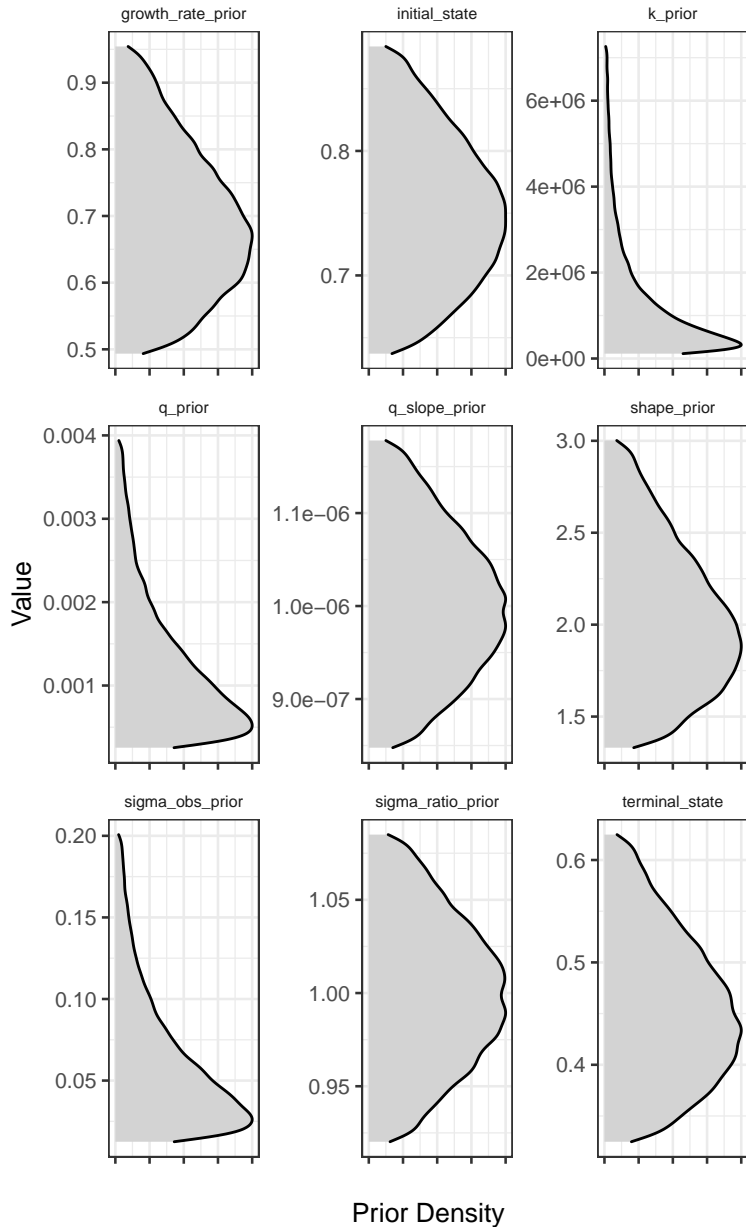 growth_rate_prior
initial_state
k_prior
0.9
0.8
0.7
0.6
0.5
0.8
0.7
6e+06
4e+06
2e+06
0e+00
q_prior
q_slope_prior
shape_prior
0.004
0.003
0.002
0.001
1.1e−06
1.0e−06
9.0e−07
3.0
2.5
2.0
1.5
Value
sigma_obs_prior
sigma_ratio_prior
terminal_state
0.20
0.15
0.10
0.05
1.05
1.00
0.95
0.6
0.5
0.4
Prior Density